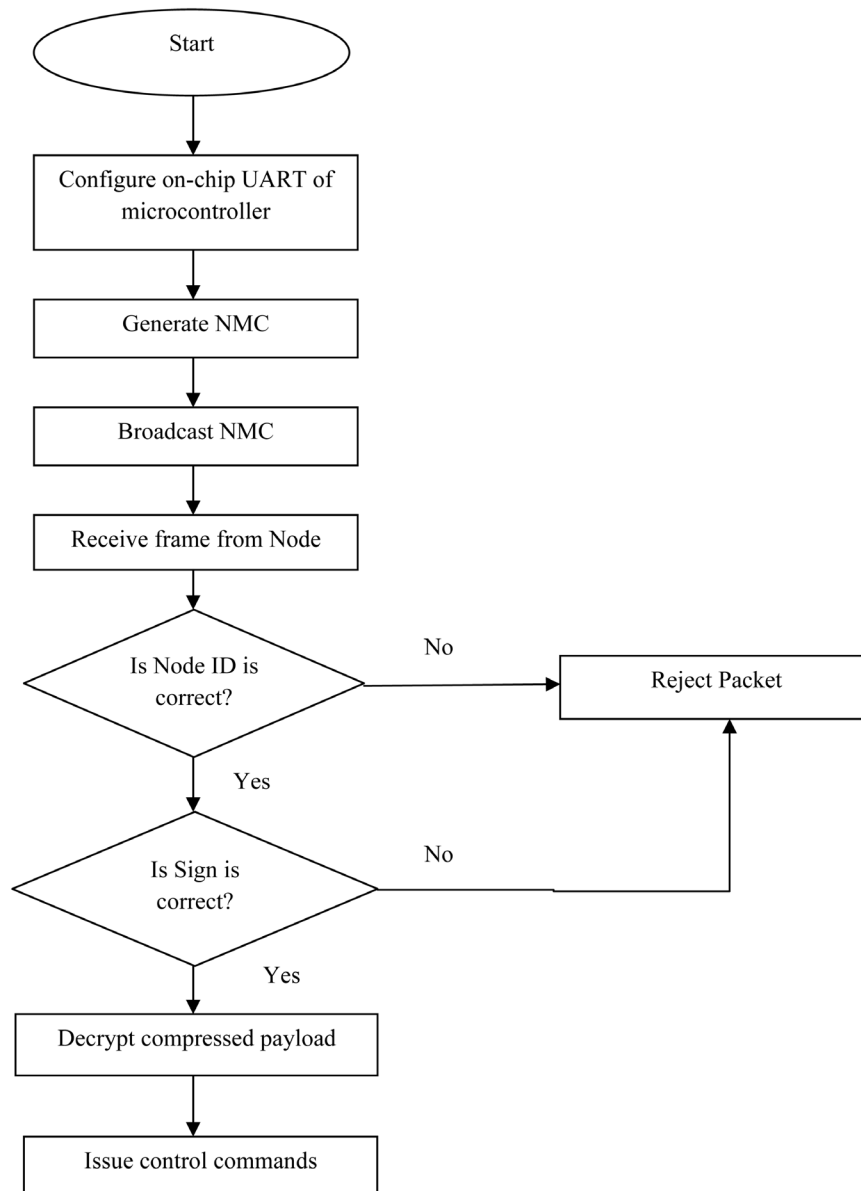 Start
Configure on-chip UART of
microcontroller
Generate NMC
Broadcast NMC
Receive frame from Node
Is Node ID is
correct?
No
Reject Packet
Yes
Is Sign is
correct?
No
Yes
Decrypt compressed payload
Issue control commands